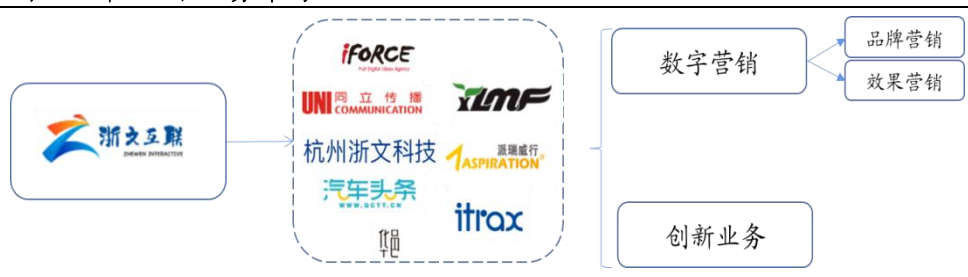 浙文互联
ZHEWEN INTERACTIVE
iFORCE
Full Digital Ideas Agency
UNI 同立传播
COMMUNICATION
YLMF
杭州浙文科技
派瑞威行
ASPIRATION®
汽车头条
WWW.QCTT.CN
itrax
数字营销
品牌营销
效果营销
创新业务